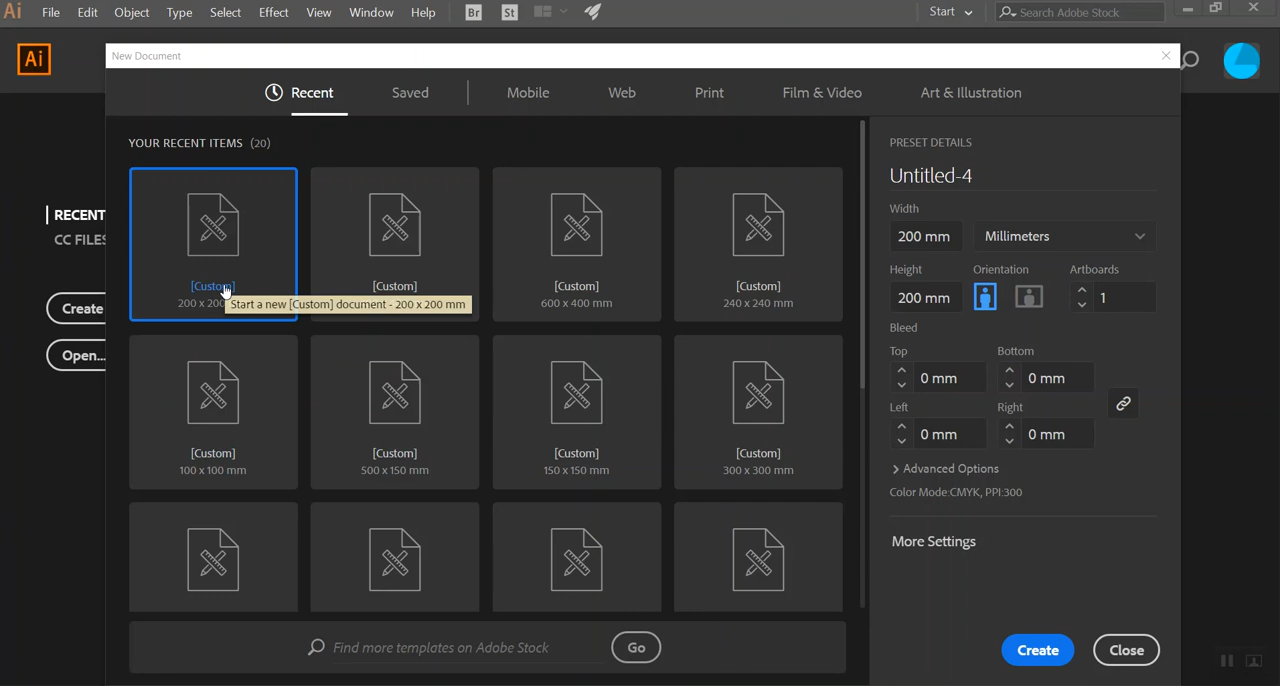 Ai File Edit Object Type Select Effect View Window Help Br St Start Search Adobe Stock
Ai
New Document
Recent Saved Mobile Web Print Film & Video Art & Illustration
YOUR RECENT ITEMS (20)
[Custom]
200 x 200
[Custom]
[Custom]
600 x 400 mm
[Custom]
240 x 240 mm
Start a new [Custom] document - 200 x 200 mm
[Custom]
100 x 100 mm
[Custom]
500 x 150 mm
[Custom]
150 x 150 mm
[Custom]
300 x 300 mm
Find more templates on Adobe Stock Go
RECENT
CC FILES
Create
Open...
PRESET DETAILS
Untitled-4
Width
200 mm Millimeters
Height Orientation Artboards
200 mm 1
Bleed
Top Bottom
0 mm 0 mm
Left Right
0 mm 0 mm
Advanced Options
Color Mode:CMYK, PPI:300
More Settings
Create Close